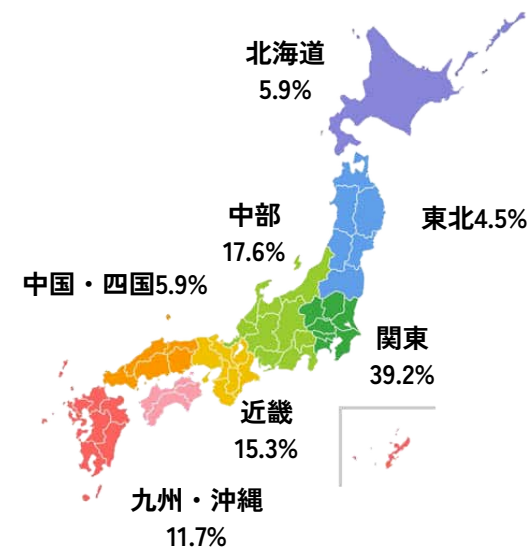 北海道
5.9%
東北4.5%
中部
17.6%
中国・四国5.9%
関東
39.2%
近畿
15.3%
九州・沖縄
11.7%